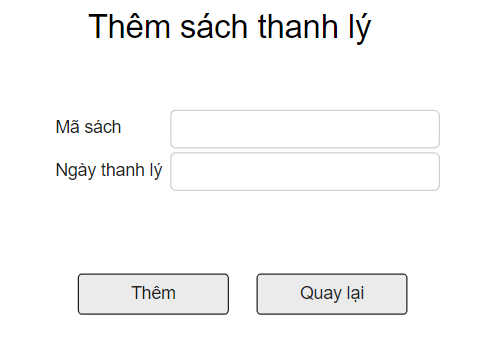 Thêm sách thanh lý
Mã sách
Ngày thanh lý
Thêm
Quay lại